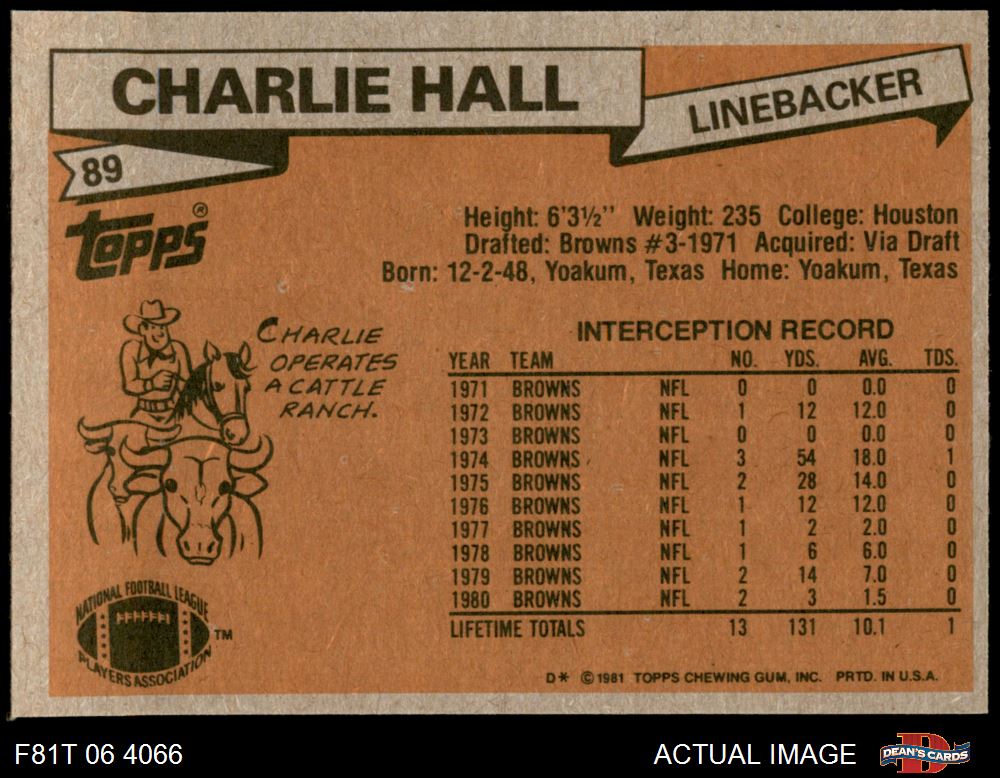 CHARLIE HALL
LINEBACKER
89
TOPPS®
Height: 6'3½'' Weight: 235 College: Houston
Drafted: Browns #3-1971 Acquired: Via Draft
Born: 12-2-48, Yoakum, Texas Home: Yoakum, Texas
CHARLIE
OPERATES
A CATTLE
RANCH.
INTERCEPTION RECORD
YEAR TEAM NO. YDS. AVG. TDS.
1971 BROWNS NFL 0 0 0.0 0
1972 BROWNS NFL 1 12 12.0 0
1973 BROWNS NFL 0 0 0.0 0
1974 BROWNS NFL 3 54 18.0 1
1975 BROWNS NFL 2 28 14.0 0
1976 BROWNS NFL 1 12 12.0 0
1977 BROWNS NFL 1 2 2.0 0
1978 BROWNS NFL 1 6 6.0 0
1979 BROWNS NFL 2 14 7.0 0
1980 BROWNS NFL 2 3 1.5 0
LIFETIME TOTALS 13 131 10.1 1
NATIONAL FOOTBALL LEAGUE
PLAYERS ASSOCIATION
TM
D* ©1981 TOPPS CHEWING GUM, INC. PRTD. IN U.S.A.
F81T 06 4066
ACTUAL IMAGE
D
DEAN'S CARDS